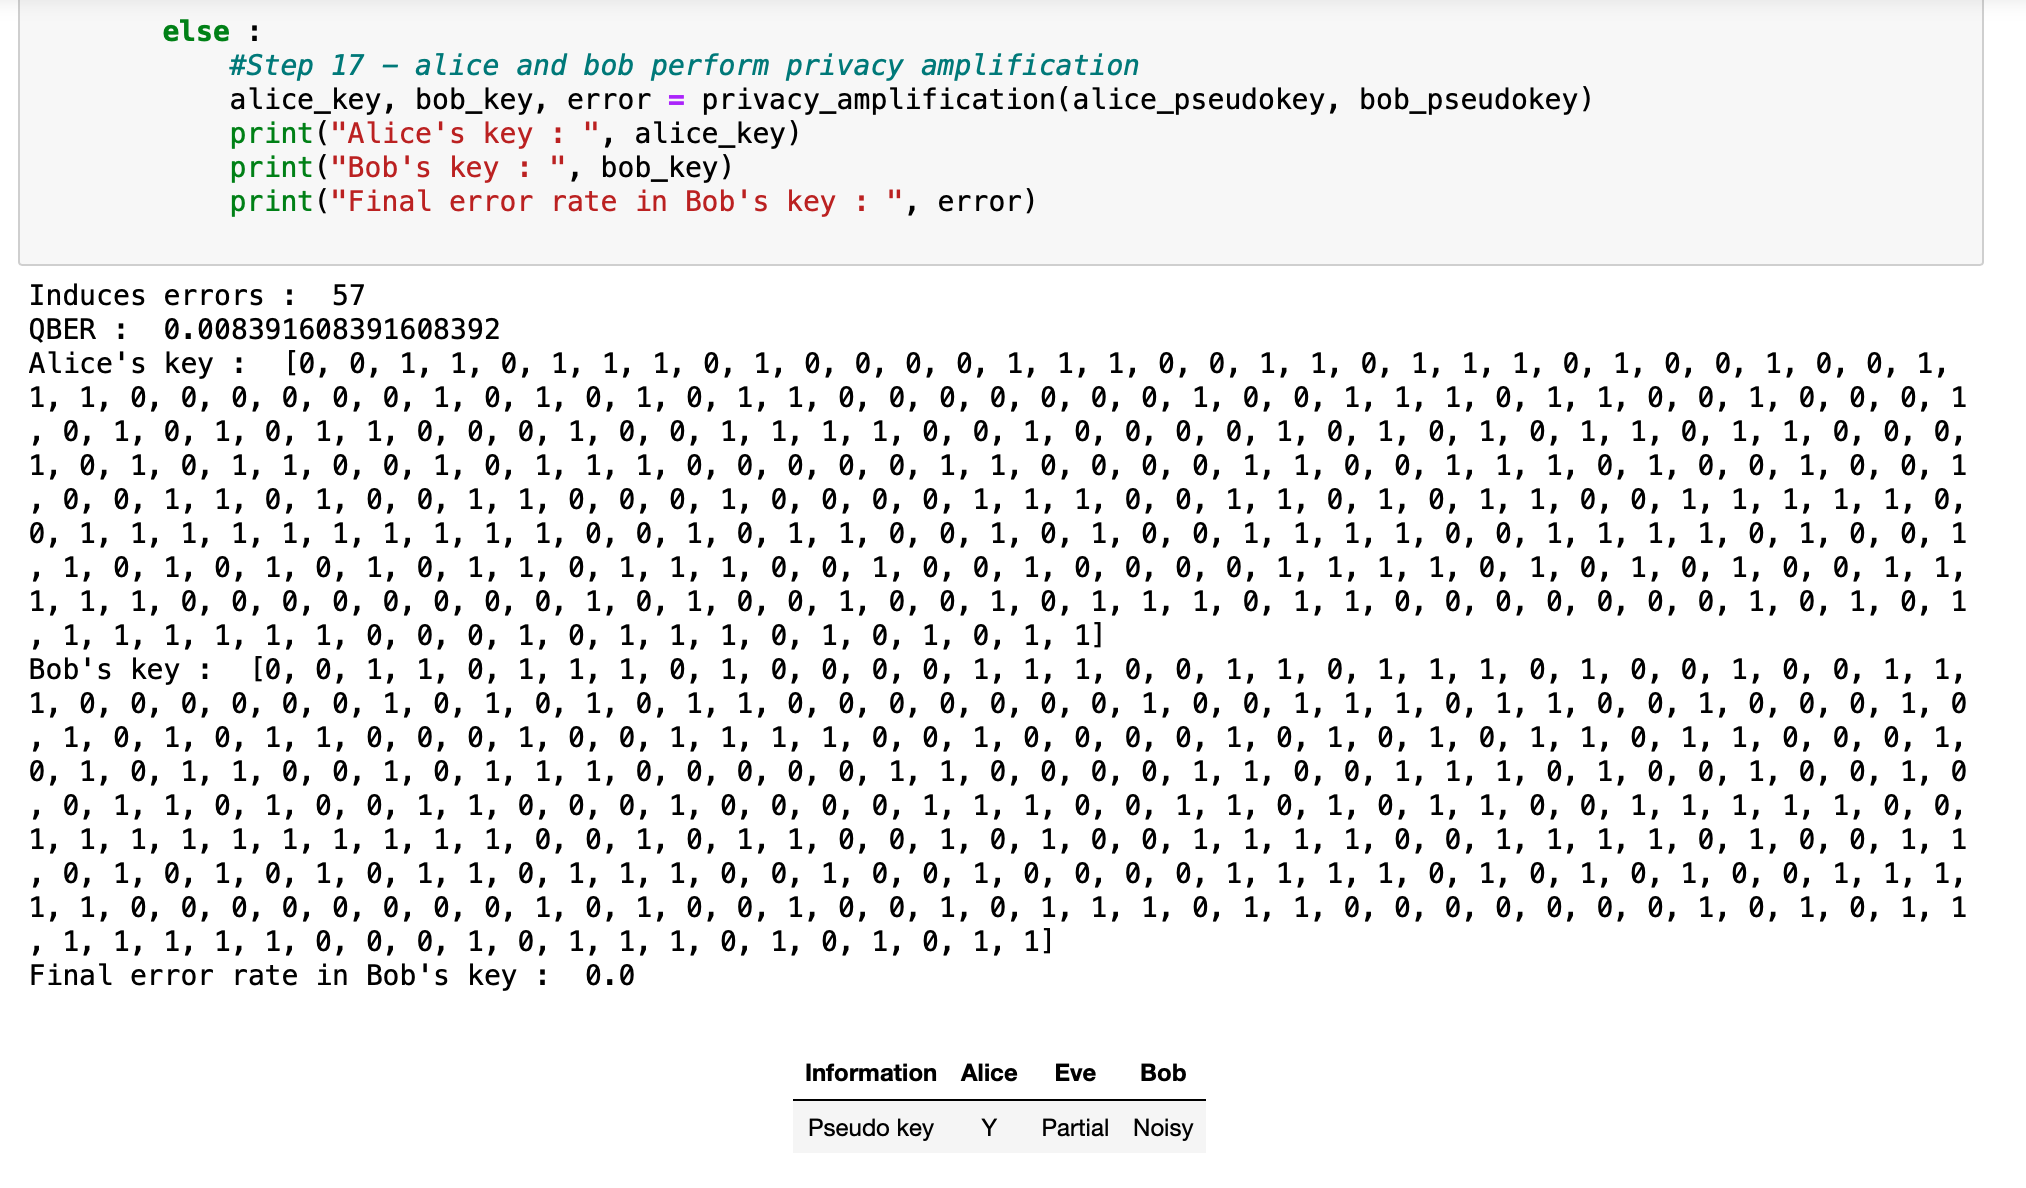 else :
#Step 17 – alice and bob perform privacy amplification
alice_key, bob_key, error = privacy_amplification(alice_pseudokey, bob_pseudokey)
print("Alice's key : ", alice_key)
print("Bob's key : ", bob_key)
print("Final error rate in Bob's key : ", error)
Induces errors :  57
QBER :  0.008391608391608392
Alice's key :  [0, 0, 1, 1, 0, 1, 1, 1, 0, 1, 0, 0, 0, 0, 1, 1, 1, 0, 0, 1, 1, 0, 1, 1, 1, 0, 1, 0, 0, 1, 0, 0, 1,
1, 1, 0, 0, 0, 0, 0, 0, 1, 0, 1, 0, 1, 0, 1, 1, 0, 0, 0, 0, 0, 0, 0, 1, 0, 0, 1, 1, 1, 0, 1, 1, 0, 0, 1, 0, 0, 0, 1
, 0, 1, 0, 1, 0, 1, 1, 0, 0, 0, 1, 0, 0, 1, 1, 1, 1, 0, 0, 1, 0, 0, 0, 0, 1, 0, 1, 0, 1, 0, 1, 1, 0, 1, 1, 0, 0, 0,
1, 0, 1, 0, 1, 1, 0, 0, 1, 0, 1, 1, 1, 0, 0, 0, 0, 0, 1, 1, 0, 0, 0, 0, 1, 1, 0, 0, 1, 1, 1, 0, 1, 0, 0, 1, 0, 0, 1
, 0, 0, 1, 1, 0, 1, 0, 0, 1, 1, 0, 0, 0, 1, 0, 0, 0, 0, 1, 1, 1, 0, 0, 1, 1, 0, 1, 0, 1, 1, 0, 0, 1, 1, 1, 1, 1, 0,
0, 1, 1, 1, 1, 1, 1, 1, 1, 1, 1, 0, 0, 1, 0, 1, 1, 0, 0, 1, 0, 1, 0, 0, 1, 1, 1, 1, 0, 0, 1, 1, 1, 1, 0, 1, 0, 0, 1
, 1, 0, 1, 0, 1, 0, 1, 0, 1, 1, 0, 1, 1, 1, 0, 0, 1, 0, 0, 1, 0, 0, 0, 0, 1, 1, 1, 1, 0, 1, 0, 1, 0, 1, 0, 0, 1, 1,
1, 1, 1, 0, 0, 0, 0, 0, 0, 0, 0, 1, 0, 1, 0, 0, 1, 0, 0, 1, 0, 1, 1, 1, 0, 1, 1, 0, 0, 0, 0, 0, 0, 0, 1, 0, 1, 0, 1
, 1, 1, 1, 1, 1, 1, 0, 0, 0, 1, 0, 1, 1, 1, 0, 1, 0, 1, 0, 1, 1]
Bob's key :  [0, 0, 1, 1, 0, 1, 1, 1, 0, 1, 0, 0, 0, 0, 1, 1, 1, 0, 0, 1, 1, 0, 1, 1, 1, 0, 1, 0, 0, 1, 0, 0, 1, 1,
1, 0, 0, 0, 0, 0, 0, 1, 0, 1, 0, 1, 0, 1, 1, 0, 0, 0, 0, 0, 0, 0, 1, 0, 0, 1, 1, 1, 0, 1, 1, 0, 0, 1, 0, 0, 0, 1, 0
, 1, 0, 1, 0, 1, 1, 0, 0, 0, 1, 0, 0, 1, 1, 1, 1, 0, 0, 1, 0, 0, 0, 0, 1, 0, 1, 0, 1, 0, 1, 1, 0, 1, 1, 0, 0, 0, 1,
0, 1, 0, 1, 1, 0, 0, 1, 0, 1, 1, 1, 0, 0, 0, 0, 0, 1, 1, 0, 0, 0, 0, 1, 1, 0, 0, 1, 1, 1, 0, 1, 0, 0, 1, 0, 0, 1, 0
, 0, 1, 1, 0, 1, 0, 0, 1, 1, 0, 0, 0, 1, 0, 0, 0, 0, 1, 1, 1, 0, 0, 1, 1, 0, 1, 0, 1, 1, 0, 0, 1, 1, 1, 1, 1, 0, 0,
1, 1, 1, 1, 1, 1, 1, 1, 1, 1, 0, 0, 1, 0, 1, 1, 0, 0, 1, 0, 1, 0, 0, 1, 1, 1, 1, 0, 0, 1, 1, 1, 1, 0, 1, 0, 0, 1, 1
, 0, 1, 0, 1, 0, 1, 0, 1, 1, 0, 1, 1, 1, 0, 0, 1, 0, 0, 1, 0, 0, 0, 0, 1, 1, 1, 1, 0, 1, 0, 1, 0, 1, 0, 0, 1, 1, 1,
1, 1, 0, 0, 0, 0, 0, 0, 0, 0, 1, 0, 1, 0, 0, 1, 0, 0, 1, 0, 1, 1, 1, 0, 1, 1, 0, 0, 0, 0, 0, 0, 0, 1, 0, 1, 0, 1, 1
, 1, 1, 1, 1, 1, 0, 0, 0, 1, 0, 1, 1, 1, 0, 1, 0, 1, 0, 1, 1]
Final error rate in Bob's key :  0.0
Information Alice Eve Bob
Pseudo key Y Partial Noisy